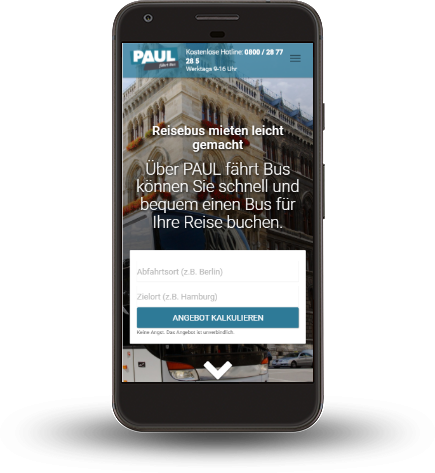 PAUL
fährt Bus
Kostenlose Hotline: 0800 / 28 77
28 5
Werktags 9-16 Uhr
Reisebus mieten leicht
gemacht
Über PAUL fährt Bus
können Sie schnell und
bequem einen Bus für
Ihre Reise buchen.
Abfahrtsort (z.B. Berlin)
Zielort (z.B. Hamburg)
ANGEBOT KALKULIEREN
Keine Angst. Das Angebot ist unverbindlich.